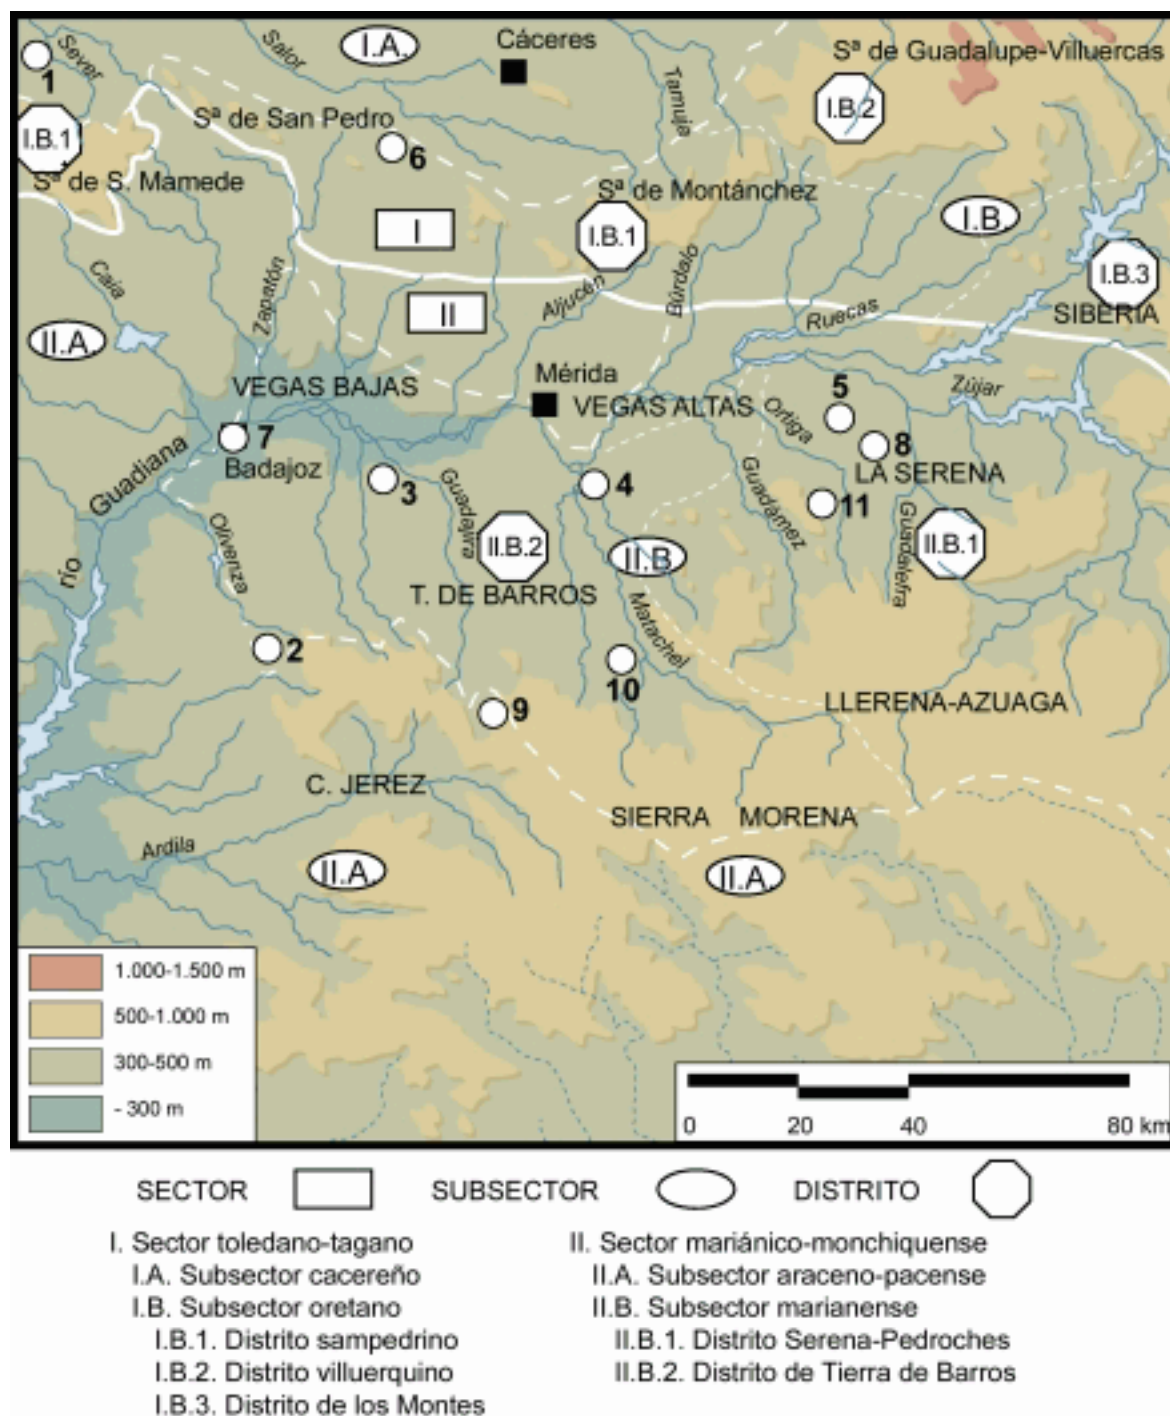 I.A.
Cáceres
Salor
Sever
1
Sª de Guadalupe-Villuercas
Tamuja
I.B.2
I.B.1
Sª de San Pedro
6
Sª de S. Mamede
Sª de Montánchez
I
I.B.1
I.B.
I.B.3
SIBERIA
Caia
Zapatón
Aljucén
Búrdalo
Ruecas
II
II.A.
VEGAS BAJAS
Mérida
VEGAS ALTAS
5
Zújar
Ortiga
7
Badajoz
8
LA SERENA
río
Guadiana
3
Guadajira
4
Guadámez
11
Guadalefra
II.B.1
Olivenza
II.B.2
II.B
T. DE BARROS
Matachel
2
10
9
LLERENA-AZUAGA
C. JEREZ
SIERRA MORENA
Ardila
II.A.
II.A.
1.000-1.500 m
500-1.000 m
300-500 m
- 300 m
0 20 40 80 km
SECTOR SUBSECTOR DISTRITO
I. Sector toledano-tagano
I.A. Subsector cacereño
I.B. Subsector oretano
I.B.1. Distrito sampedrino
I.B.2. Distrito villuerquino
I.B.3. Distrito de los Montes
II. Sector mariánico-monchiquense
II.A. Subsector araceno-pacense
II.B. Subsector marianense
II.B.1. Distrito Serena-Pedroches
II.B.2. Distrito de Tierra de Barros